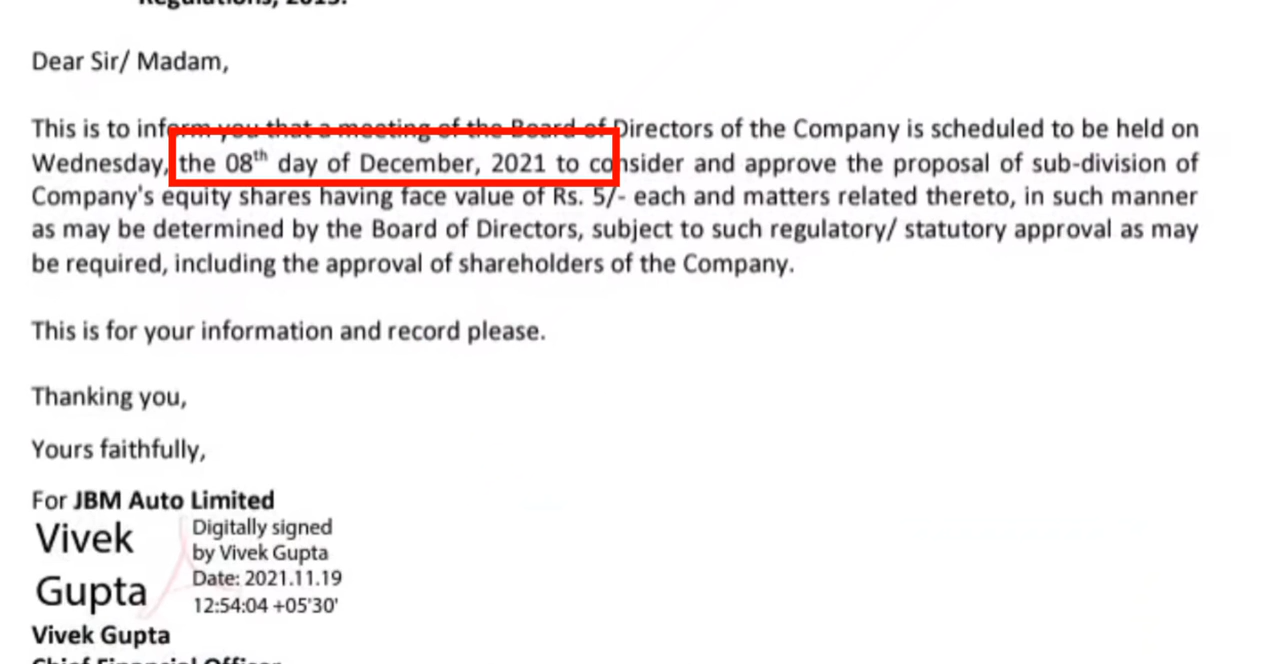 Regulations, 2015.
Dear Sir/ Madam,
This is to inform you that a meeting of the Board of Directors of the Company is scheduled to be held on
Wednesday, the 08th day of December, 2021 to consider and approve the proposal of sub-division of
Company's equity shares having face value of Rs. 5/- each and matters related thereto, in such manner
as may be determined by the Board of Directors, subject to such regulatory/ statutory approval as may
be required, including the approval of shareholders of the Company.
This is for your information and record please.
Thanking you,
Yours faithfully,
For JBM Auto Limited
Vivek
Gupta
Digitally signed
by Vivek Gupta
Date: 2021.11.19
12:54:04 +05'30'
Vivek Gupta
Chief Financial Officer